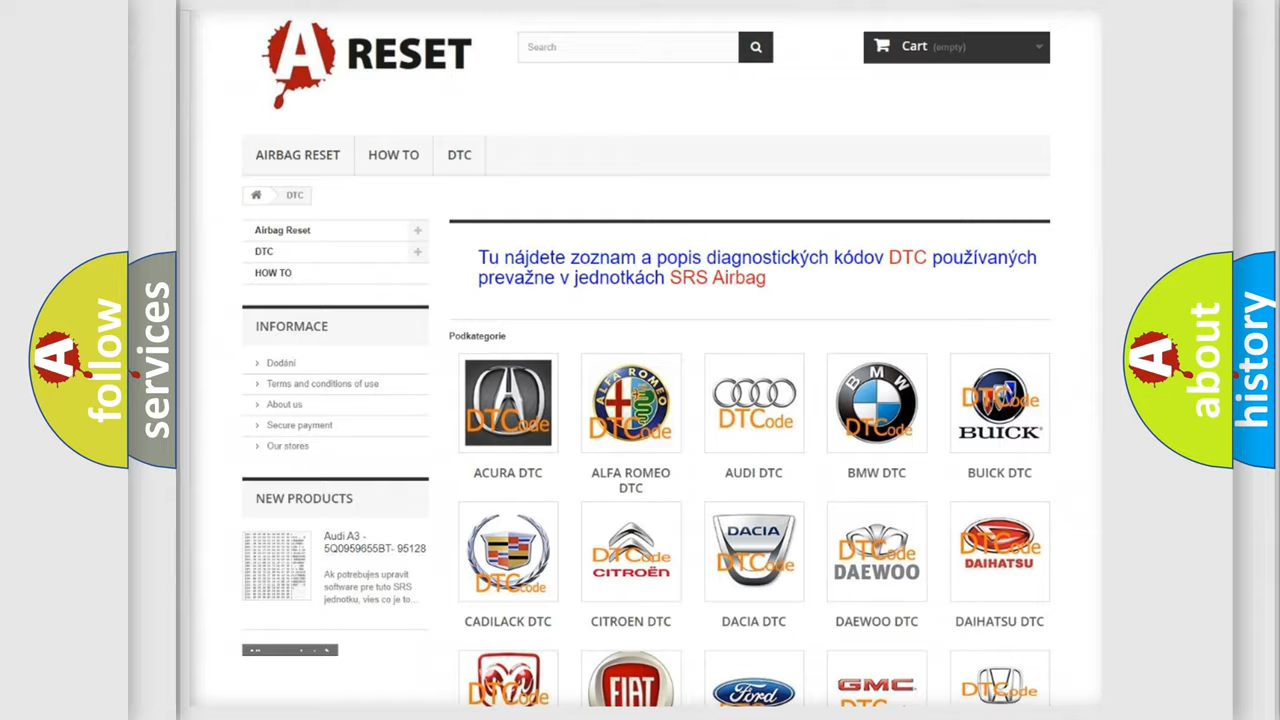 A RESET
Search
Cart (empty)
AIRBAG RESET
HOW TO
DTC
DTC
Airbag Reset
DTC
HOW TO
Tu nájdete zoznam a popis diagnostických kódov DTC používaných
prevažne v jednotkách SRS Airbag
INFORMACE
Dodání
Terms and conditions of use
About us
Secure payment
Our stores
NEW PRODUCTS
Audi A3 -
5Q0959655BT- 95128
Ak potrebujes upravit
software pre tuto SRS
jednotku, vies co je to...
Podkategorie
DTCode
ALFA ROMEO
DTCode
DTCode
BMW
DTCode
DTCode
BUICK
ACURA DTC
ALFA ROMEO
DTC
AUDI DTC
BMW DTC
BUICK DTC
DTCode
DTCode
CITROËN
DACIA
DTCode
DTCode
DAEWOO
DTCode
DAIHATSU
CADILACK DTC
CITROEN DTC
DACIA DTC
DAEWOO DTC
DAIHATSU DTC
DTCode
FIAT
Ford
GMC
DTCode
A follow
services
A about
history